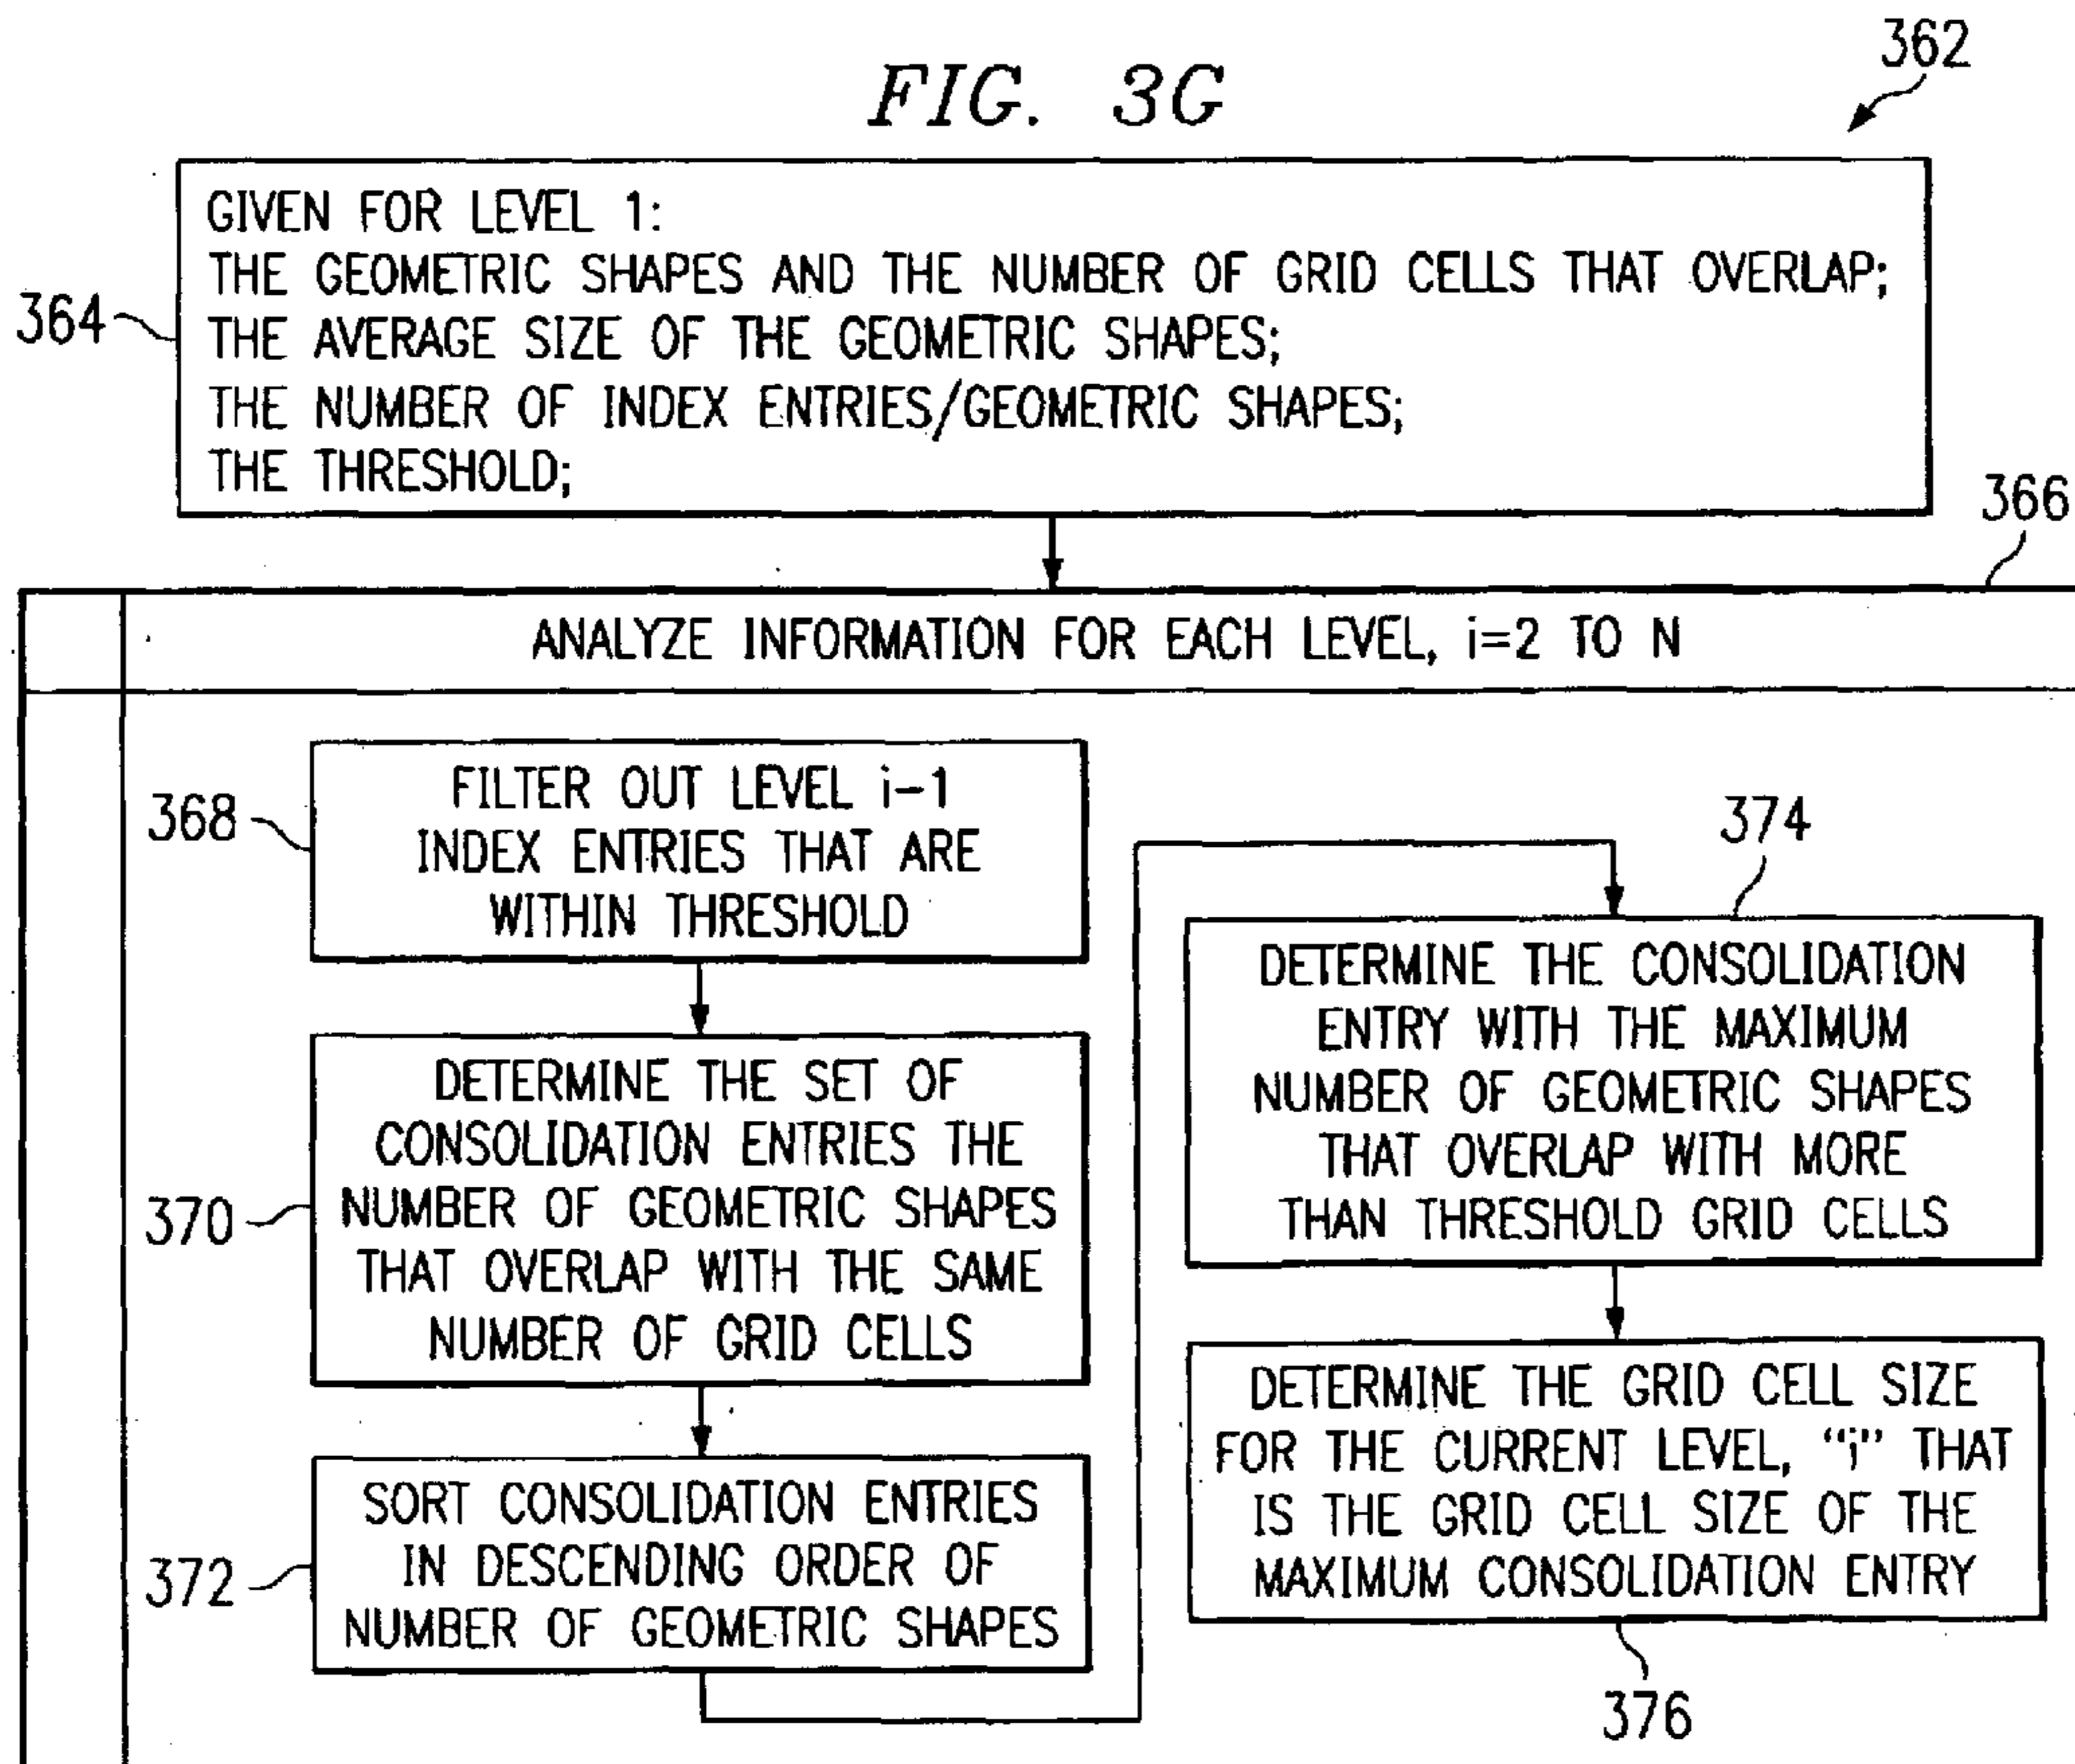 362
FIG. 3G
GIVEN FOR LEVEL 1:
THE GEOMETRIC SHAPES AND THE NUMBER OF GRID CELLS THAT OVERLAP;
THE AVERAGE SIZE OF THE GEOMETRIC SHAPES;
THE NUMBER OF INDEX ENTRIES/GEOMETRIC SHAPES;
THE THRESHOLD;
364
366
ANALYZE INFORMATION FOR EACH LEVEL, i=2 TO N
368
FILTER OUT LEVEL i-1
INDEX ENTRIES THAT ARE
WITHIN THRESHOLD
370
DETERMINE THE SET OF
CONSOLIDATION ENTRIES THE
NUMBER OF GEOMETRIC SHAPES
THAT OVERLAP WITH THE SAME
NUMBER OF GRID CELLS
372
SORT CONSOLIDATION ENTRIES
IN DESCENDING ORDER OF
NUMBER OF GEOMETRIC SHAPES
374
DETERMINE THE CONSOLIDATION
ENTRY WITH THE MAXIMUM
NUMBER OF GEOMETRIC SHAPES
THAT OVERLAP WITH MORE
THAN THRESHOLD GRID CELLS
DETERMINE THE GRID CELL SIZE
FOR THE CURRENT LEVEL, "i" THAT
IS THE GRID CELL SIZE OF THE
MAXIMUM CONSOLIDATION ENTRY
376